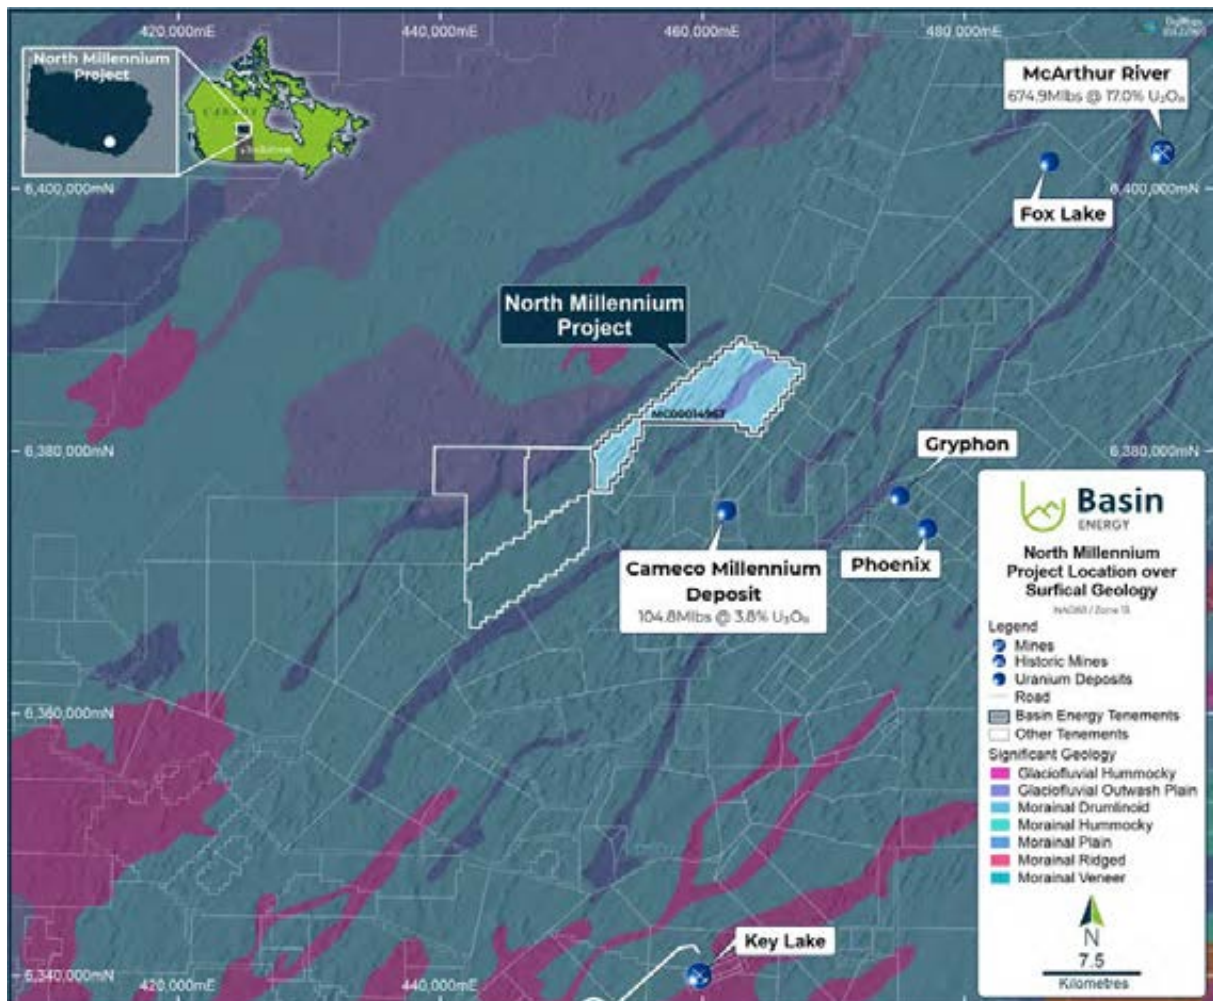 420,000mE
440,000mE
460,000mE
480,000mE
North Millennium
Project
CANADA
McArthur River
674.9Mlbs @ 17.0% U₃O₈
6,400,000mN
6,400,000mN
Fox Lake
North Millennium
Project
MC00014967
6,380,000mN
6,380,000mN
Gryphon
Phoenix
Cameco Millennium
Deposit
104.8Mlbs @ 3.8% U₃O₈
6,360,000mN
Key Lake
6,340,000mN
420,000mE
440,000mE
Basin
ENERGY
North Millennium
Project Location over
Surfical Geology
NAD83 / Zone 13
Legend
Mines
Historic Mines
Uranium Deposits
Road
Basin Energy Tenements
Other Tenements
Significant Geology
Glaciofluvial Hummocky
Glaciofluvial Outwash Plain
Morainal Drumlinoid
Morainal Hummocky
Morainal Plain
Morainal Ridged
Morainal Veneer
N
7.5
Kilometres